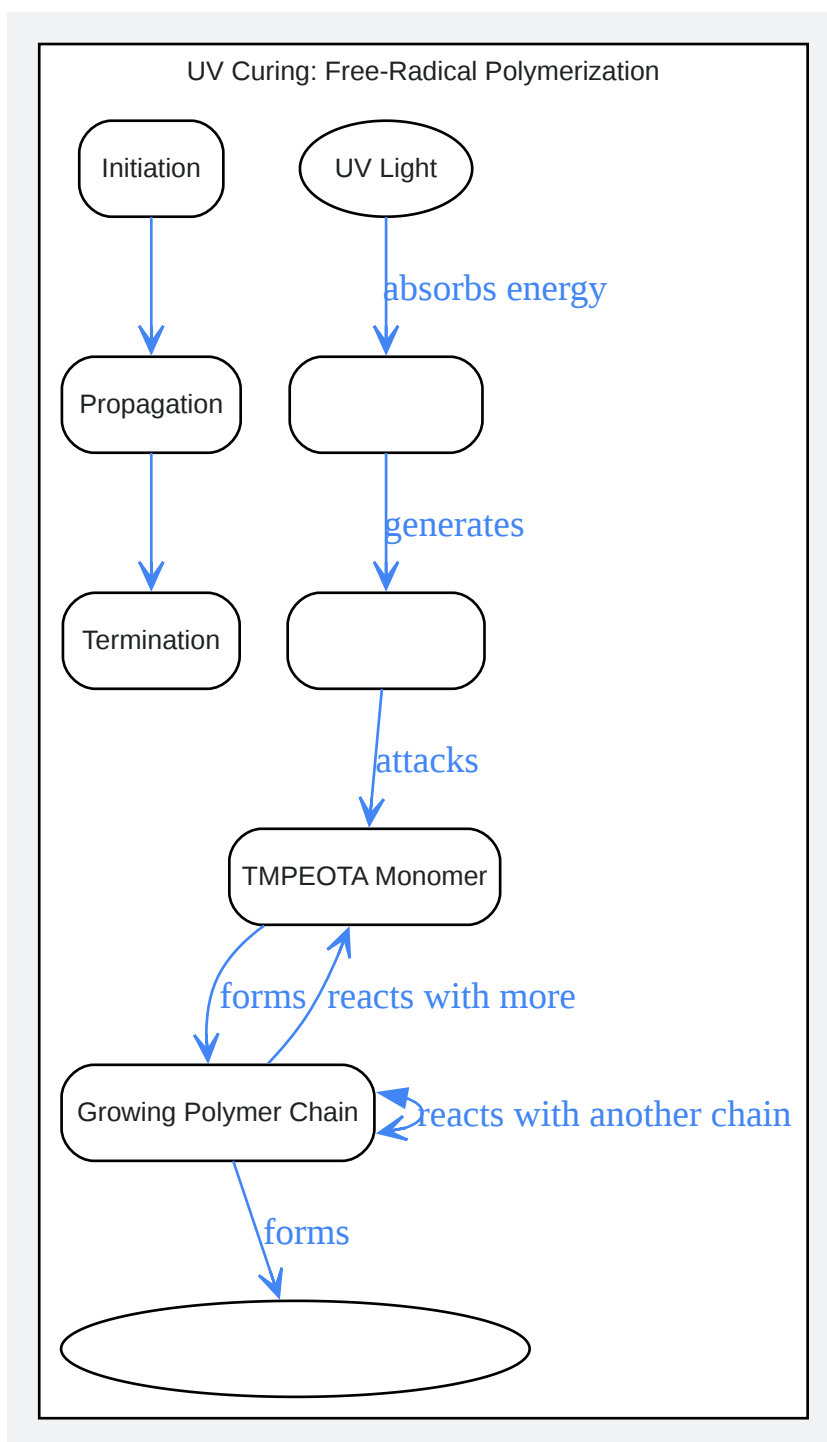 UV Curing: Free-Radical Polymerization
Initiation
UV Light
absorbs energy
Propagation
generates
Termination
attacks
TMPEOTA Monomer
forms
reacts with more
Growing Polymer Chain
reacts with another chain
forms